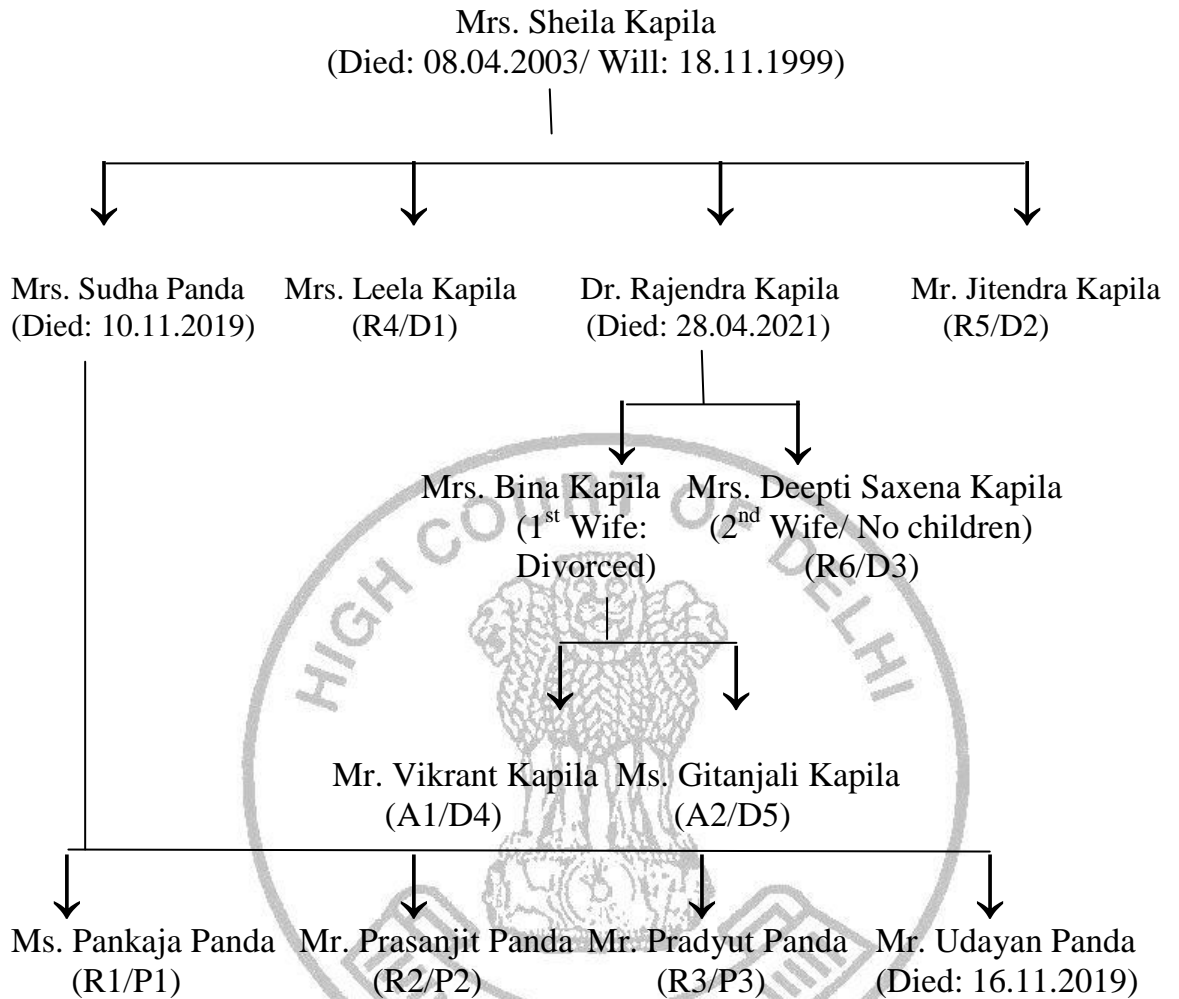 Mrs. Sheila Kapila
(Died: 08.04.2003/ Will: 18.11.1999)
Mrs. Sudha Panda Mrs. Leela Kapila Dr. Rajendra Kapila Mr. Jitendra Kapila
(Died: 10.11.2019) (R4/D1) (Died: 28.04.2021) (R5/D2)
Mrs. Bina Kapila Mrs. Deepti Saxena Kapila
(1st Wife: (2nd Wife/ No children)
Divorced) (R6/D3)
HIGH COURT OF DELHI
Mr. Vikrant Kapila Ms. Gitanjali Kapila
(A1/D4) (A2/D5)
Ms. Pankaja Panda Mr. Prasanjit Panda Mr. Pradyut Panda Mr. Udayan Panda
(R1/P1) (R2/P2) (R3/P3) (Died: 16.11.2019)